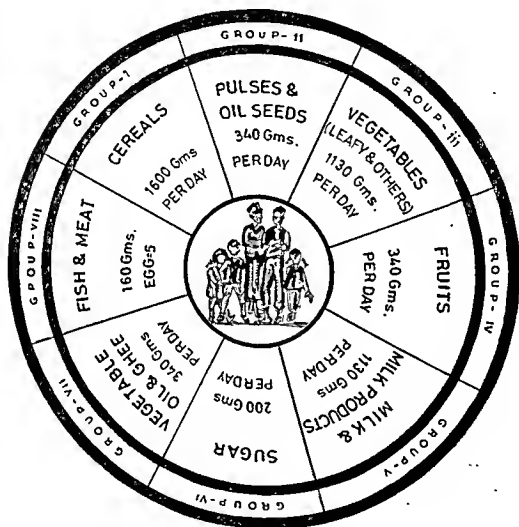 GROUP-I
CEREALS
1600 Gms
PER DAY
GROUP-II
PULSES &
OIL SEEDS
340 Gms.
PER DAY
GROUP-III
VEGETABLES
(LEAFY & OTHERS)
1130 Gms.
PER DAY
GROUP-IV
FRUITS
340 Gms.
PER DAY
GROUP-V
MILK &
MILK PRODUCTS
1130 Gms
PER DAY
GROUP-VI
SUGAR
200 Gms
PER DAY
GROUP-VII
VEGETABLE
OIL & GHEE
340 Gms
PER DAY
GROUP-VIII
FISH & MEAT
160 Gms.
EGG=5